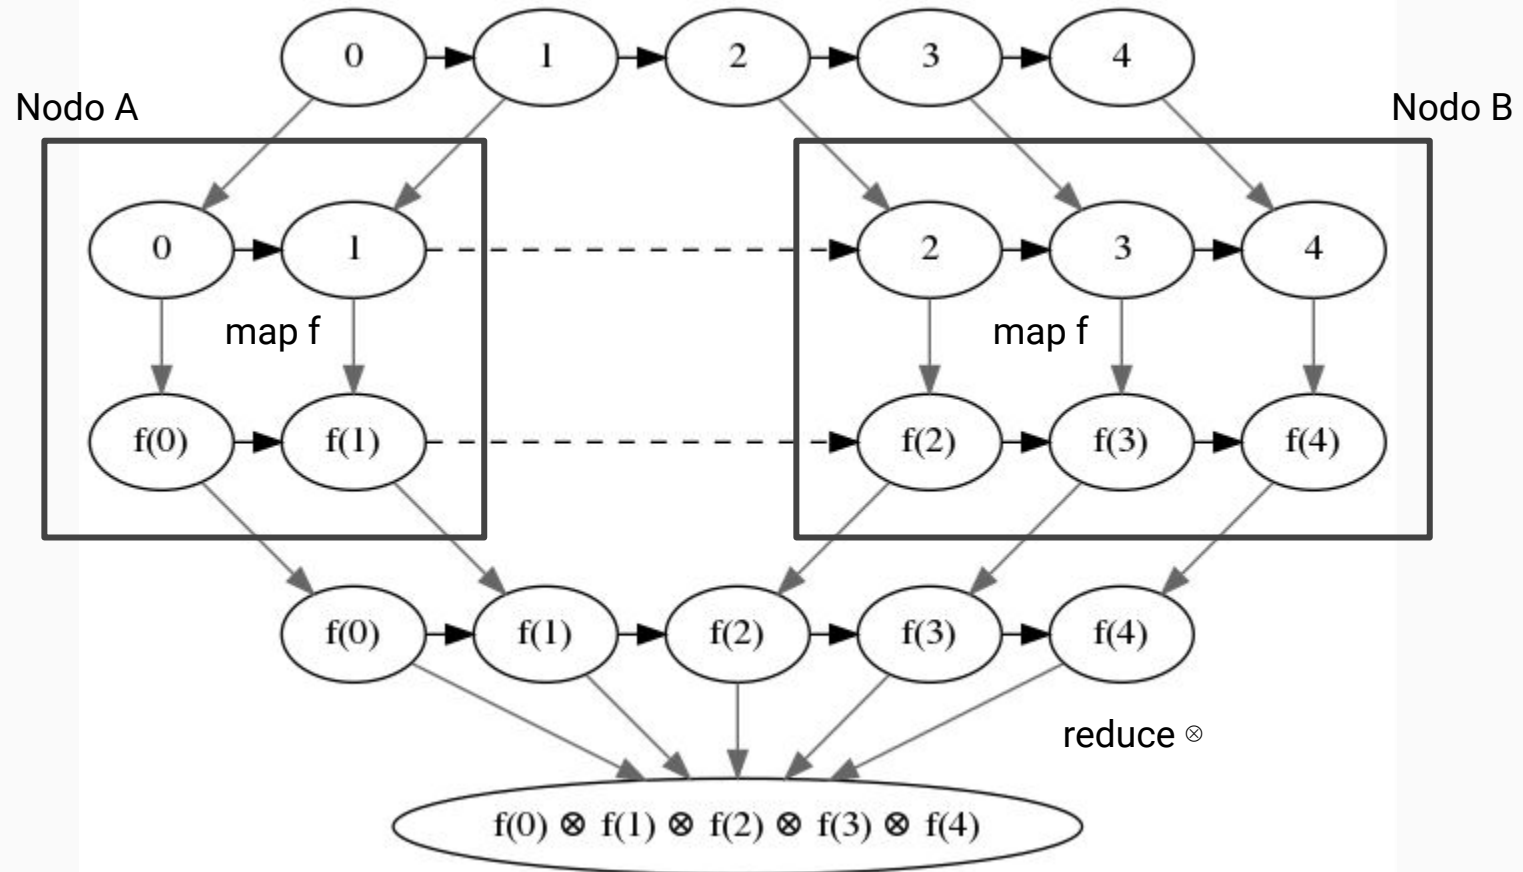 0 1 2 3 4
Nodo A Nodo B
0 1 2 3 4
map f map f
f(0) f(1) f(2) f(3) f(4)
f(0) f(1) f(2) f(3) f(4)
reduce ⊗
f(0) ⊗ f(1) ⊗ f(2) ⊗ f(3) ⊗ f(4)